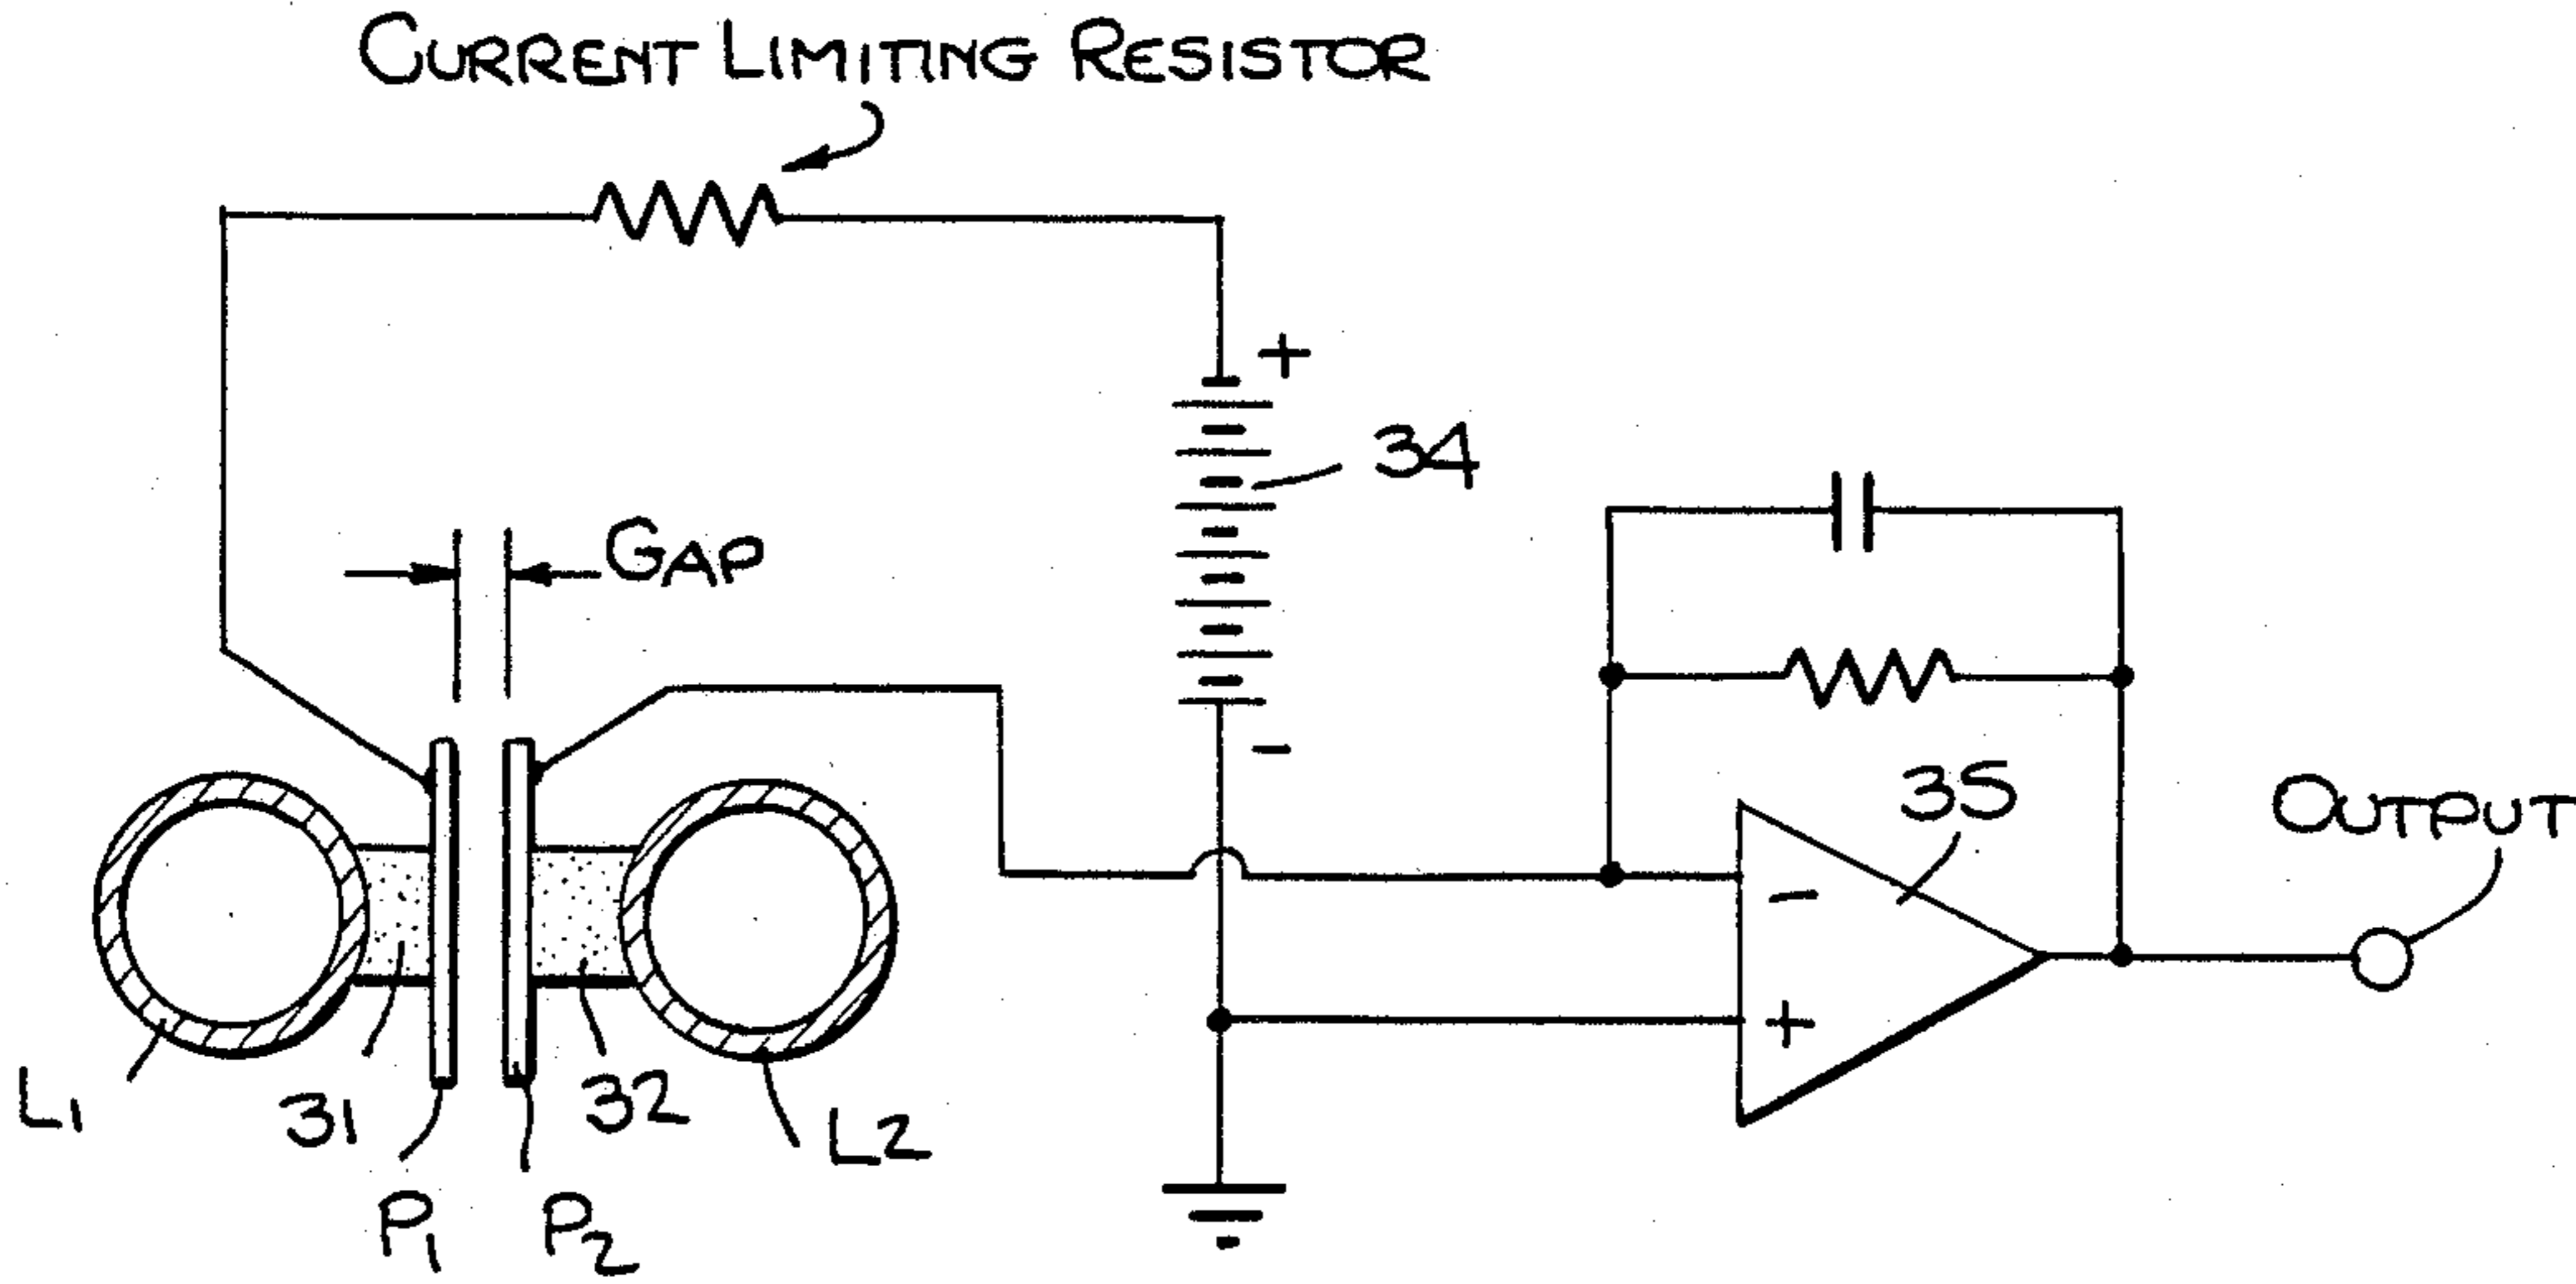 CURRENT LIMITING RESISTOR
+
34
GAP
-
35
OUTPUT
-
+
L1
31
32
L2
P1
P2